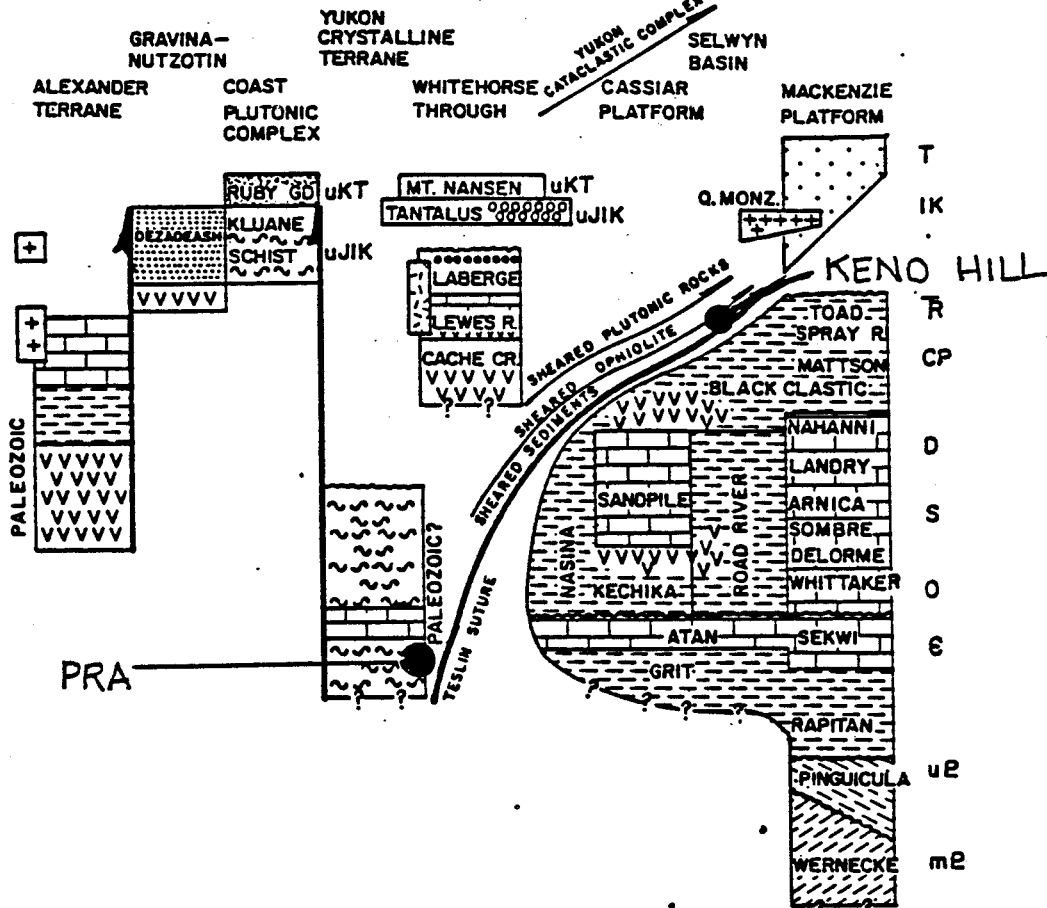 YUKON
CRYSTALLINE
TERRANE
GRAVINA–
NUTZOTIN
YUKON
CATACLASTIC COMPLEX
SELWYN
BASIN
ALEXANDER
TERRANE
COAST
PLUTONIC
COMPLEX
WHITEHORSE
THROUGH
CASSIAR
PLATFORM
MACKENZIE
PLATFORM
T
RUBY GD
uKT
MT. NANSEN
uKT
Q. MONZ.
IK
TANTALUS
uJIK
KLUANE
DEZADEASH
SCHIST
uJIK
LABERGE
KENO HILL
LEWES R.
SHEARED PLUTONIC ROCKS
TOAD
SPRAY R.
TR
CACHE CR.
? ?
SHEARED OPHIOLITE
MATTSON
CP
BLACK CLASTIC
SHEARED SEDIMENTS
NAHANNI
D
LANDRY
PALEOZOIC
SANDPILE
ARNICA
S
SOMBRE
DELORME
PALEOZOIC?
NASINA
KECHIKA
ROAD RIVER
WHITTAKER
O
ATAN
SEKWI
Є
PRA
TESLIN SUTURE
GRIT
? ?
? ? ? ?
RAPITAN
PINGUICULA
uP
WERNECKE
mP